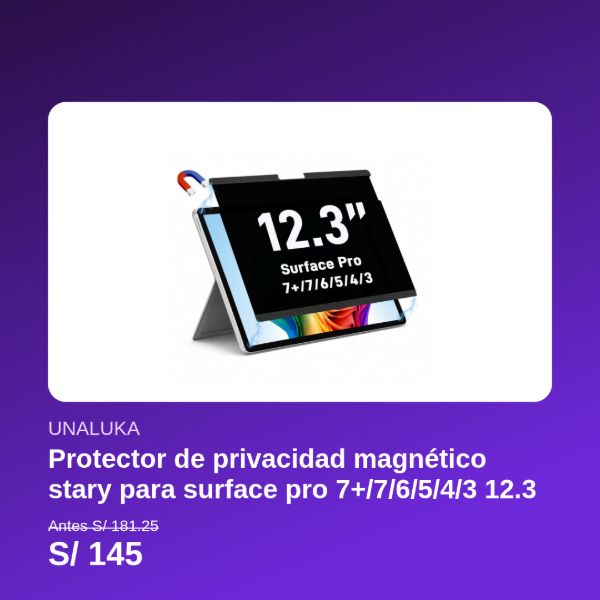 12.3"
Surface Pro
7+/7/6/5/4/3
UNALUKA
Protector de privacidad magnético
stary para surface pro 7+/7/6/5/4/3 12.3
Antes S/ 181.25
S/ 145